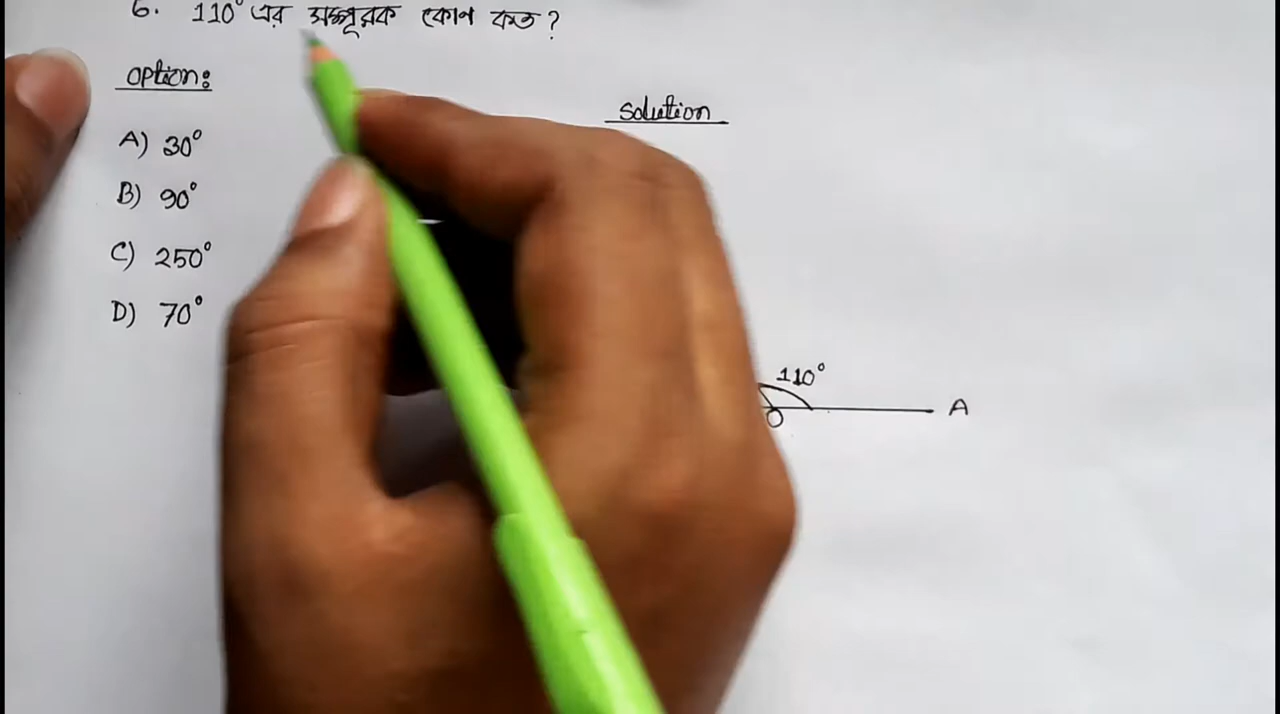 6. 110° এর সম্পূরক কোণ কত ?
Option:
Solution
A) 30°
B) 90°
C) 250°
D) 70°
110°
O
A